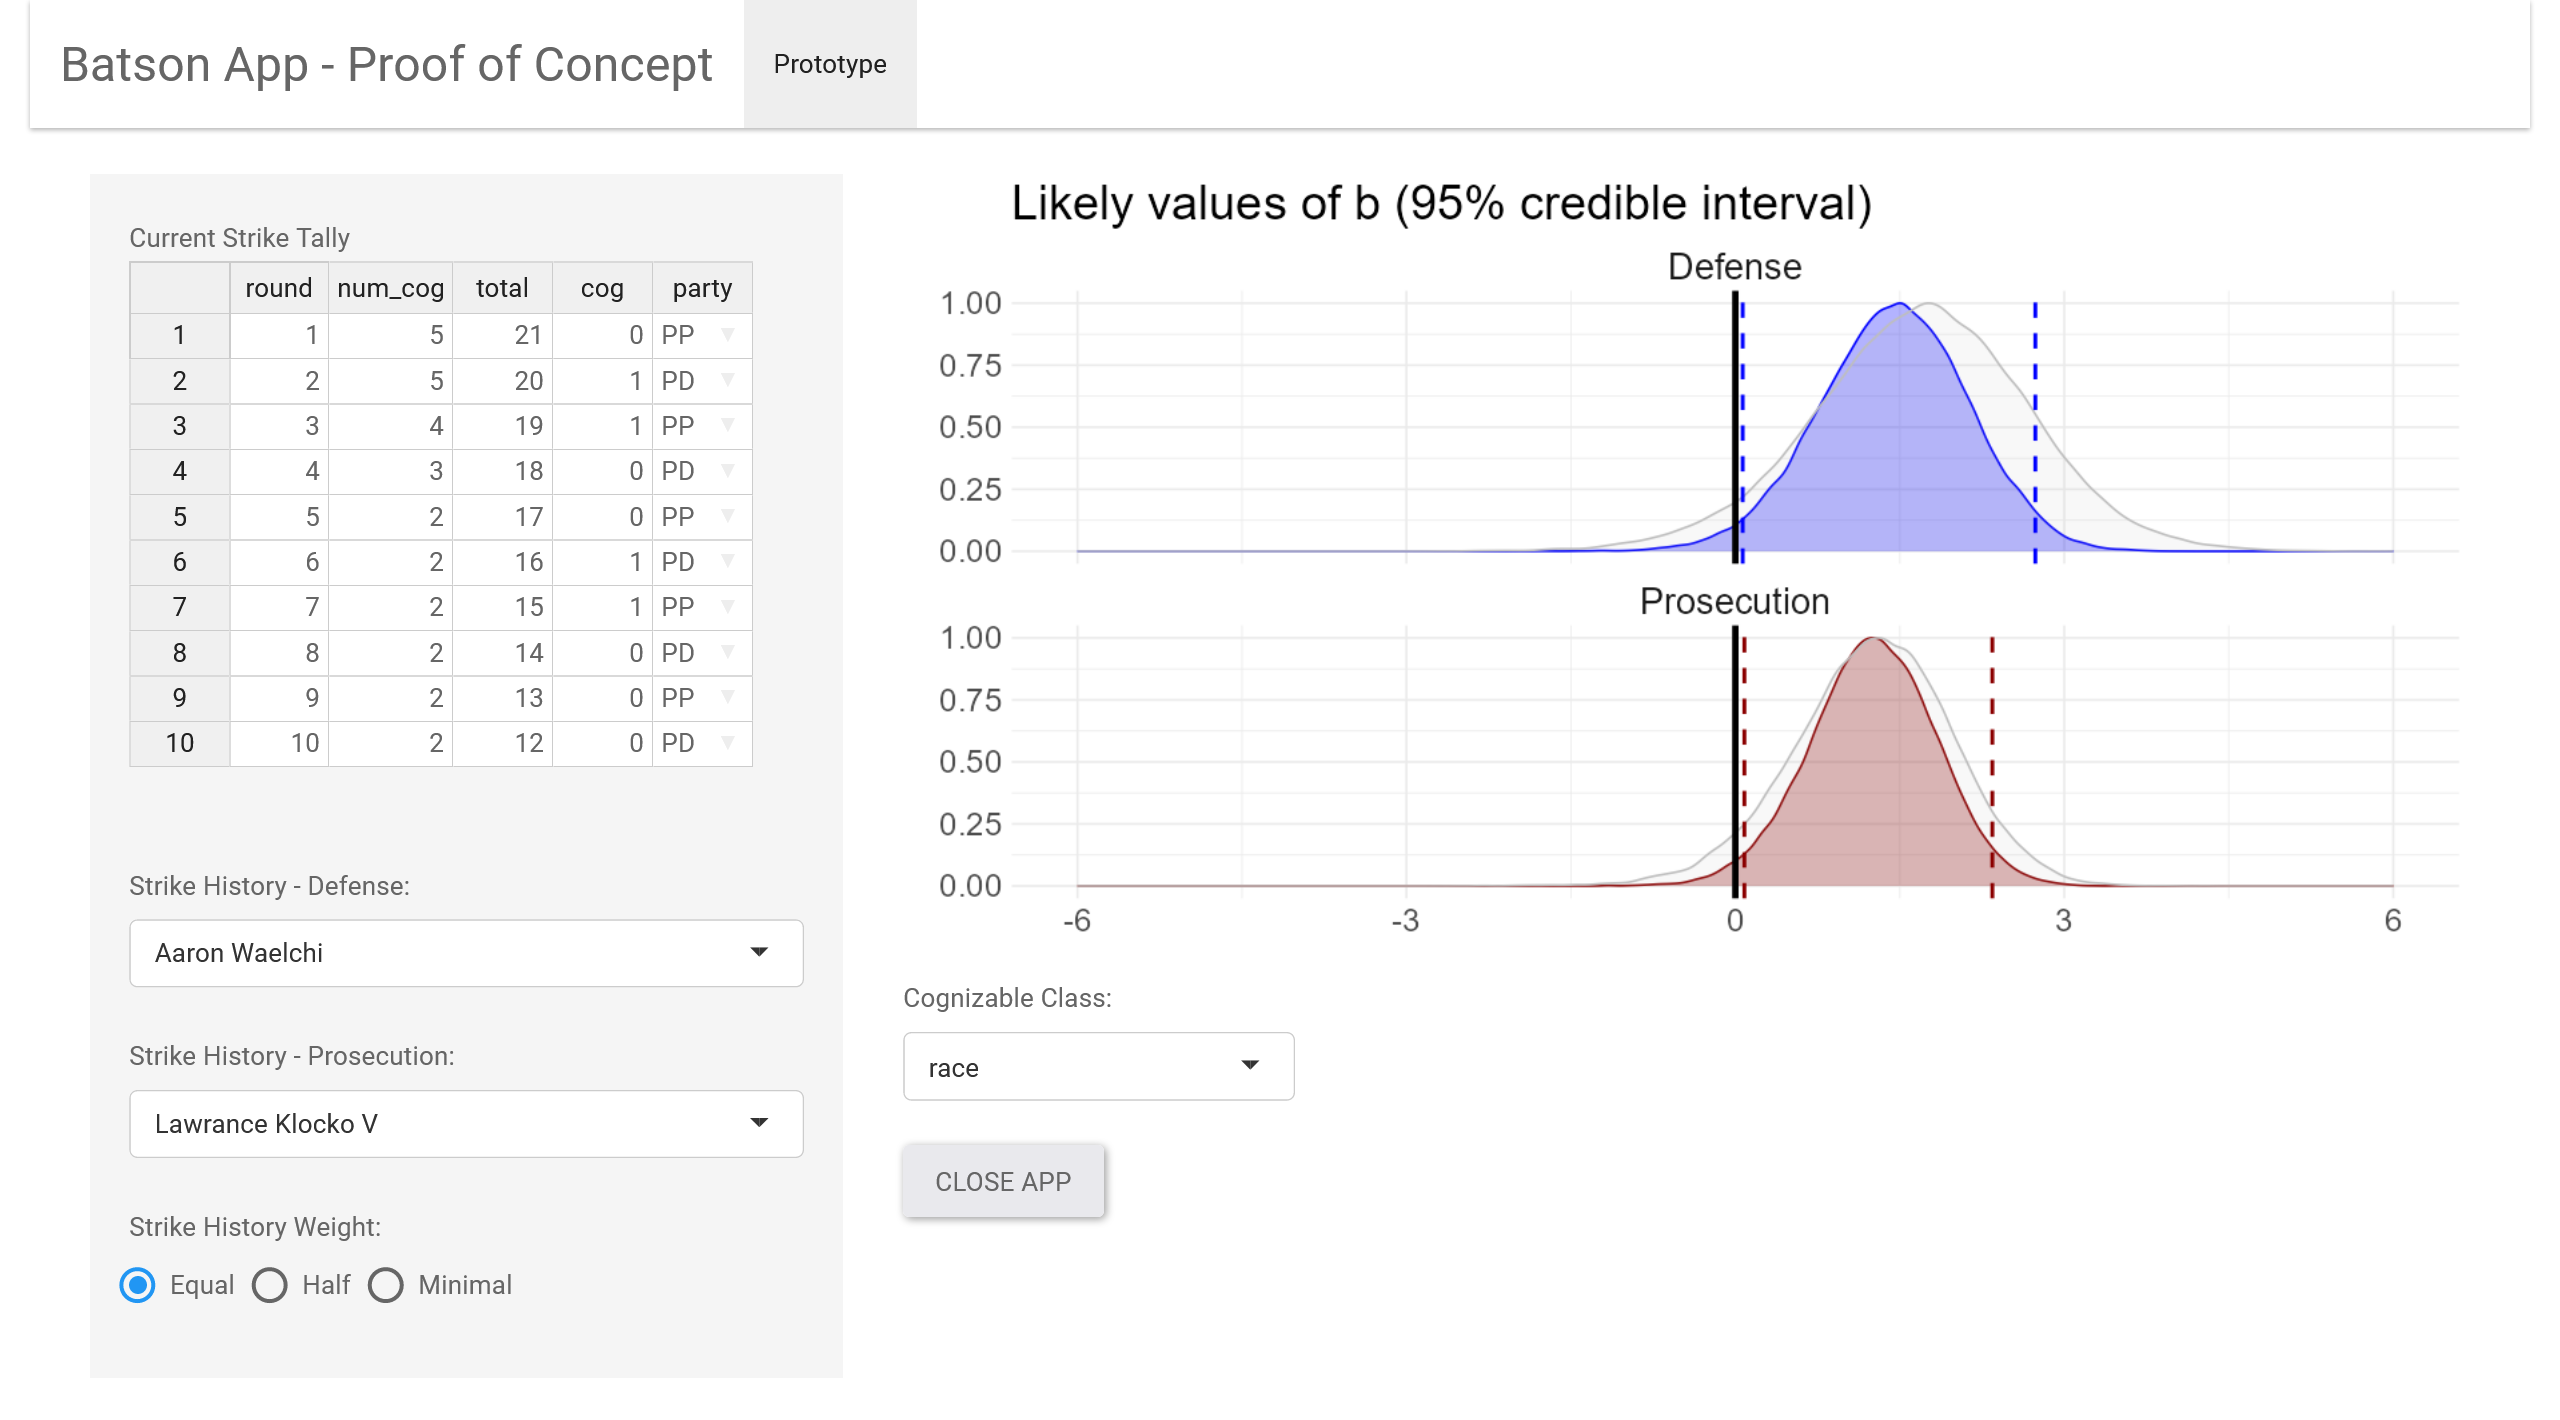 Batson App - Proof of Concept
Prototype
Current Strike Tally
round num_cog total cog party
1 1 5 21 0 PP
2 2 5 20 1 PD
3 3 4 19 1 PP
4 4 3 18 0 PD
5 5 2 17 0 PP
6 6 2 16 1 PD
7 7 2 15 1 PP
8 8 2 14 0 PD
9 9 2 13 0 PP
10 10 2 12 0 PD
Strike History - Defense:
Aaron Waelchi
Strike History - Prosecution:
Lawrance Klocko V
Strike History Weight:
Equal Half Minimal
Likely values of b (95% credible interval)
Defense
1.00
0.75
0.50
0.25
0.00
Prosecution
1.00
0.75
0.50
0.25
0.00
-6 -3 0 3 6
Cognizable Class:
race
CLOSE APP